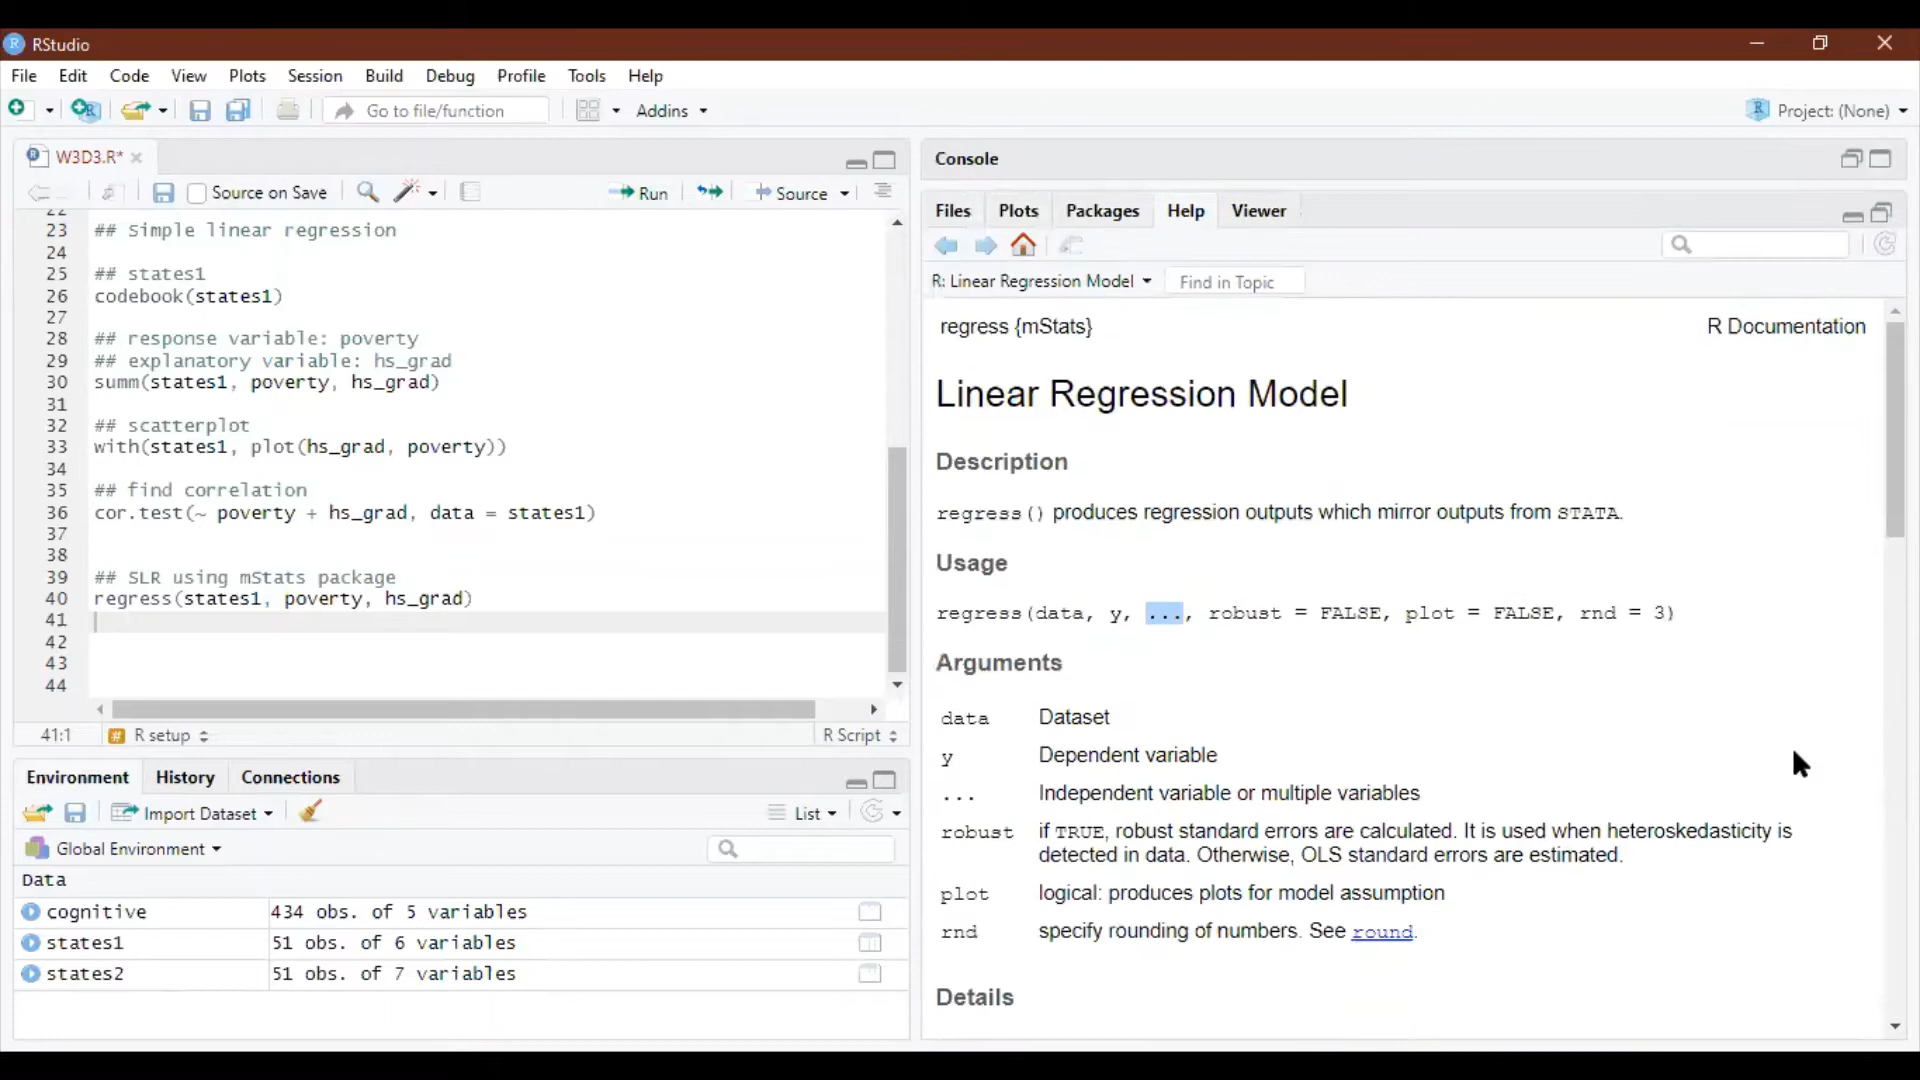 RStudio
File Edit Code View Plots Session Build Debug Profile Tools Help
Go to file/function Addins Project: (None)
W3D3.R*
Source on Save Run Source
22
23 ## Simple linear regression
24
25 ## states1
26 codebook(states1)
27
28 ## response variable: poverty
29 ## explanatory variable: hs_grad
30 summ(states1, poverty, hs_grad)
31
32 ## scatterplot
33 with(states1, plot(hs_grad, poverty))
34
35 ## find correlation
36 cor.test(~ poverty + hs_grad, data = states1)
37
38
39 ## SLR using mStats package
40 regress(states1, poverty, hs_grad)
41
42
43
44
41:1 # R setup R Script
Environment History Connections
Import Dataset List
Global Environment
Data
cognitive 434 obs. of 5 variables
states1 51 obs. of 6 variables
states2 51 obs. of 7 variables
Console
Files Plots Packages Help Viewer
R: Linear Regression Model Find in Topic
regress {mStats} R Documentation
Linear Regression Model
Description
regress() produces regression outputs which mirror outputs from STATA.
Usage
regress(data, y, ..., robust = FALSE, plot = FALSE, rnd = 3)
Arguments
data Dataset
y Dependent variable
... Independent variable or multiple variables
robust if TRUE, robust standard errors are calculated. It is used when heteroskedasticity is
detected in data. Otherwise, OLS standard errors are estimated.
plot logical: produces plots for model assumption
rnd specify rounding of numbers. See round.
Details